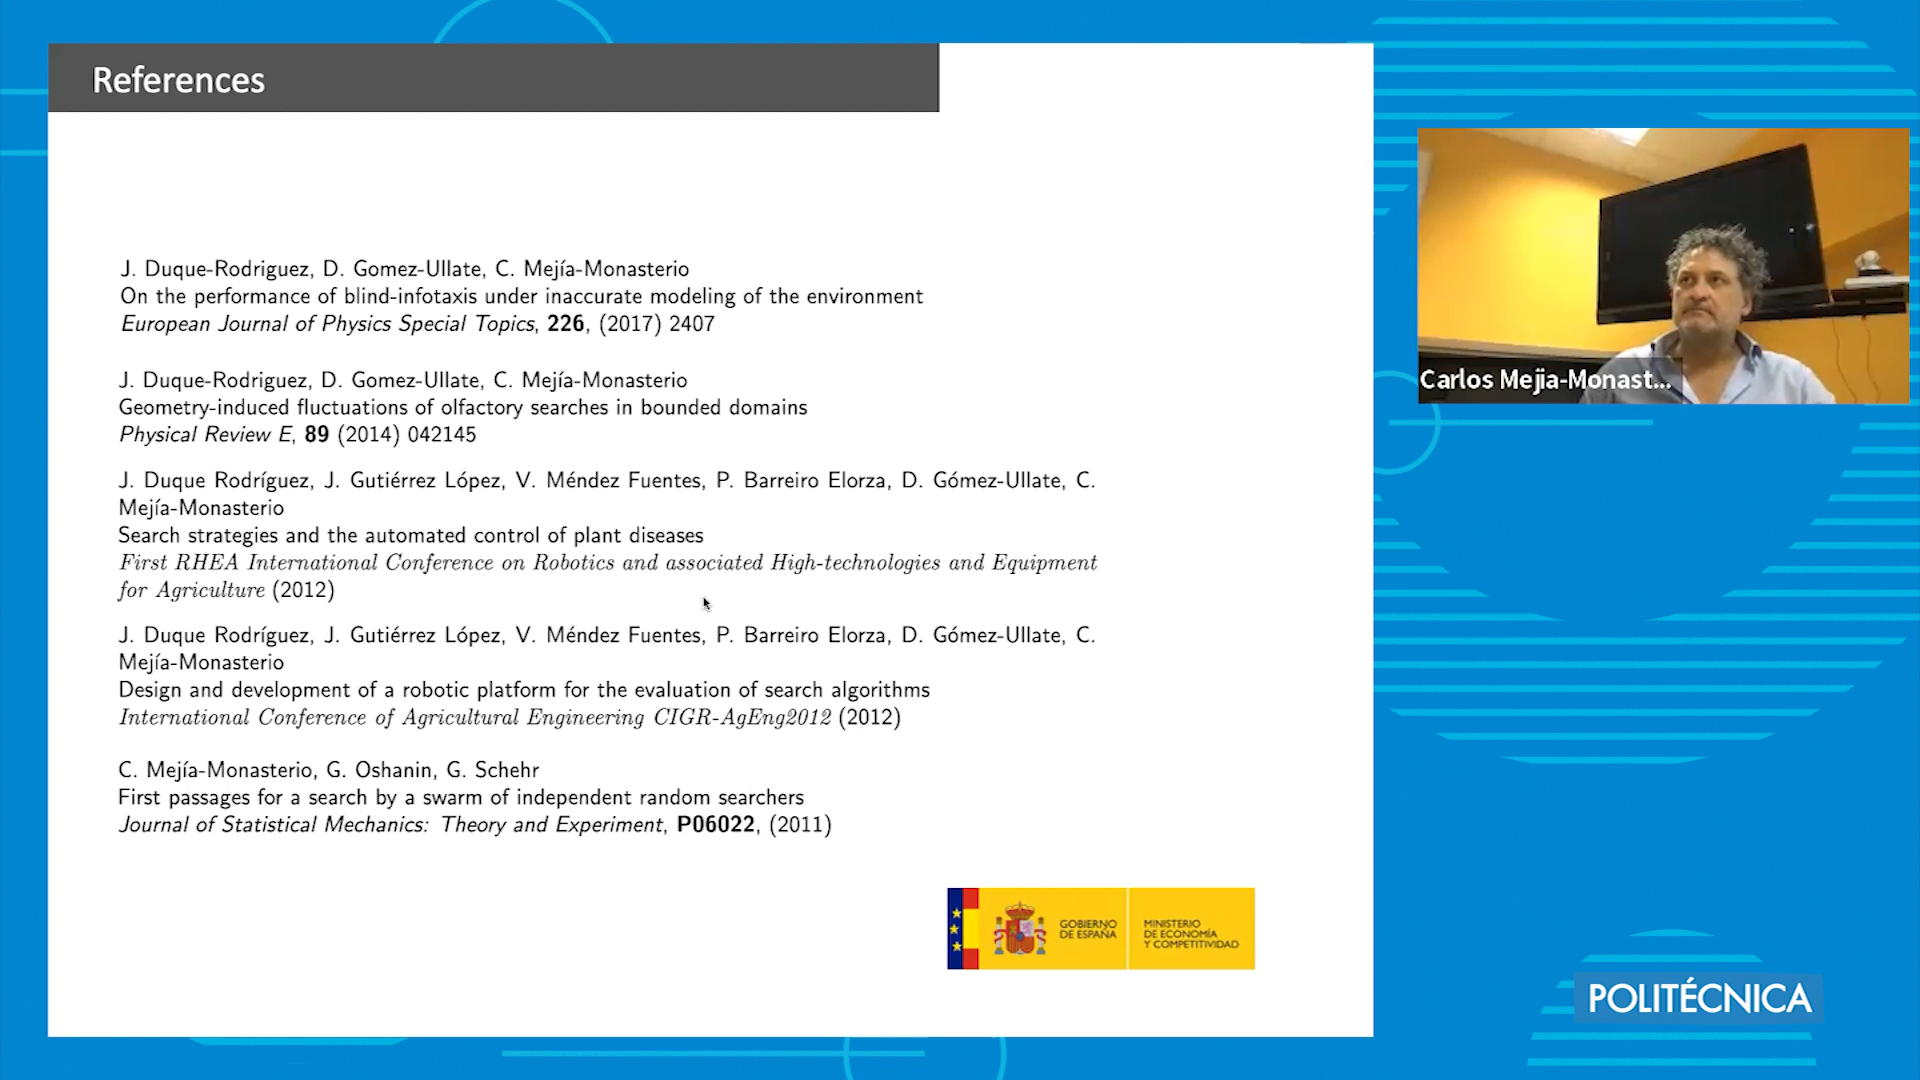 References
J. Duque-Rodriguez, D. Gomez-Ullate, C. Mejía-Monasterio
On the performance of blind-infotaxis under inaccurate modeling of the environment
European Journal of Physics Special Topics, 226, (2017) 2407
J. Duque-Rodriguez, D. Gomez-Ullate, C. Mejía-Monasterio
Geometry-induced fluctuations of olfactory searches in bounded domains
Physical Review E, 89 (2014) 042145
J. Duque Rodríguez, J. Gutiérrez López, V. Méndez Fuentes, P. Barreiro Elorza, D. Gómez-Ullate, C.
Mejía-Monasterio
Search strategies and the automated control of plant diseases
First RHEA International Conference on Robotics and associated High-technologies and Equipment
for Agriculture (2012)
J. Duque Rodríguez, J. Gutiérrez López, V. Méndez Fuentes, P. Barreiro Elorza, D. Gómez-Ullate, C.
Mejía-Monasterio
Design and development of a robotic platform for the evaluation of search algorithms
International Conference of Agricultural Engineering CIGR-AgEng2012 (2012)
C. Mejía-Monasterio, G. Oshanin, G. Schehr
First passages for a search by a swarm of independent random searchers
Journal of Statistical Mechanics: Theory and Experiment, P06022, (2011)
GOBIERNO
DE ESPAÑA
MINISTERIO
DE ECONOMÍA
Y COMPETITIVIDAD
Carlos Mejia-Monast...
POLITÉCNICA